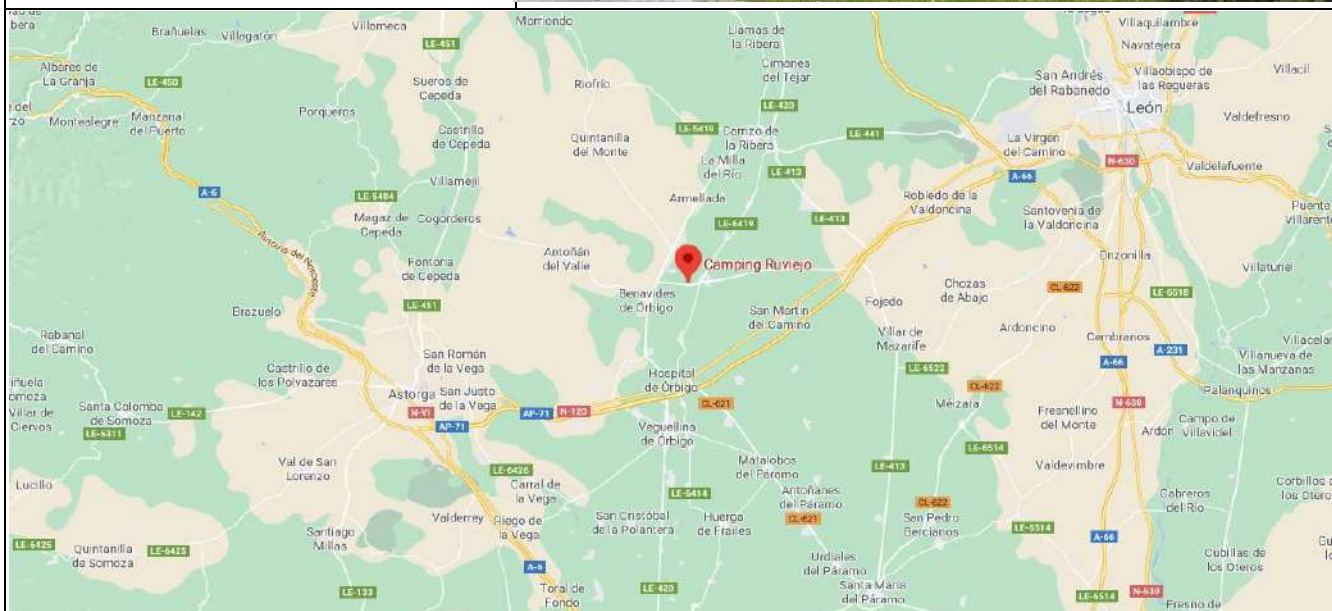 bera
Brañuelas
Villagatón
Villameca
LE-451
Morriondo
Llamas de
la Ribera
Villaquilambre
Navatejera
Albares de
La Granja
LE-460
Sueros de
Cepeda
Riofrío
Cimanes
del Tejar
San Andrés
del Rabanedo
Villaobispo de
las Regueras
Villacil
Montealegre
Manzanal
del Puerto
Porqueros
LE-420
León
Valdefresno
Castrillo
de Cepeda
Quintanilla
del Monte
LE-5419
Carrizo de
la Ribera
LE-441
La Virgen
del Camino
N-630
La Milla
del Río
LE-413
A-66
Valdelafuente
A-6
Villamejil
LE-5404
Armellada
Robledo de la
Valdoncina
Santovenia de
la Valdoncina
Puente
Villarente
Magaz de
Cepeda
Cogorderos
LE-6419
LE-413
Autovía del Noroeste
Antoñán
del Valle
Camping Ruviejo
Fontoria
de Cepeda
Onzonilla
Villaturiel
LE-451
Benavides
de Órbigo
Chozas
de Abajo
CL-622
LE-5516
Brazuelo
San Martín
del Camino
Fojedo
Ardoncino
Rabanal
del Camino
Villar de
Mazarife
Cembranos
A-231
Villanueva de
las Manzanas
San Román
de la Vega
A-66
Castrillo de
los Polvazares
Hospital
de Órbigo
LE-6522
CL-622
Palanquinos
Astorga
San Justo
de la Vega
CL-621
Méizara
N-630
Santa Colomba
de Somoza
LE-142
N-VI
AP-71
AP-71
N-120
Fresnellino
del Monte
Campo de
Villavidel
Villar de
Ciervos
LE-6311
Veguellina
de Órbigo
Ardón
LE-6514
Val de San
Lorenzo
LE-6426
Matalobos
del Páramo
LE-413
Valdevimbre
Lucillo
Carral de
la Vega
LE-6414
Antoñanes
del Páramo
CL-622
Cabreros
del Río
Corbillos
los Otero
Santiago
Millas
Valderrey
Riego de
la Vega
San Cristóbal
de la Polantera
Huerga
de Frailes
CL-621
San Pedro
Bercianos
LE-6514
LE-6425
Quintanilla
de Somoza
LE-6425
A-66
A-6
Urdiales
del Páramo
Cubillas de
los Oteros
LE-133
Toral de
Fondo
LE-420
Santa María
del Páramo
LE-6514
N-630
Fresno de